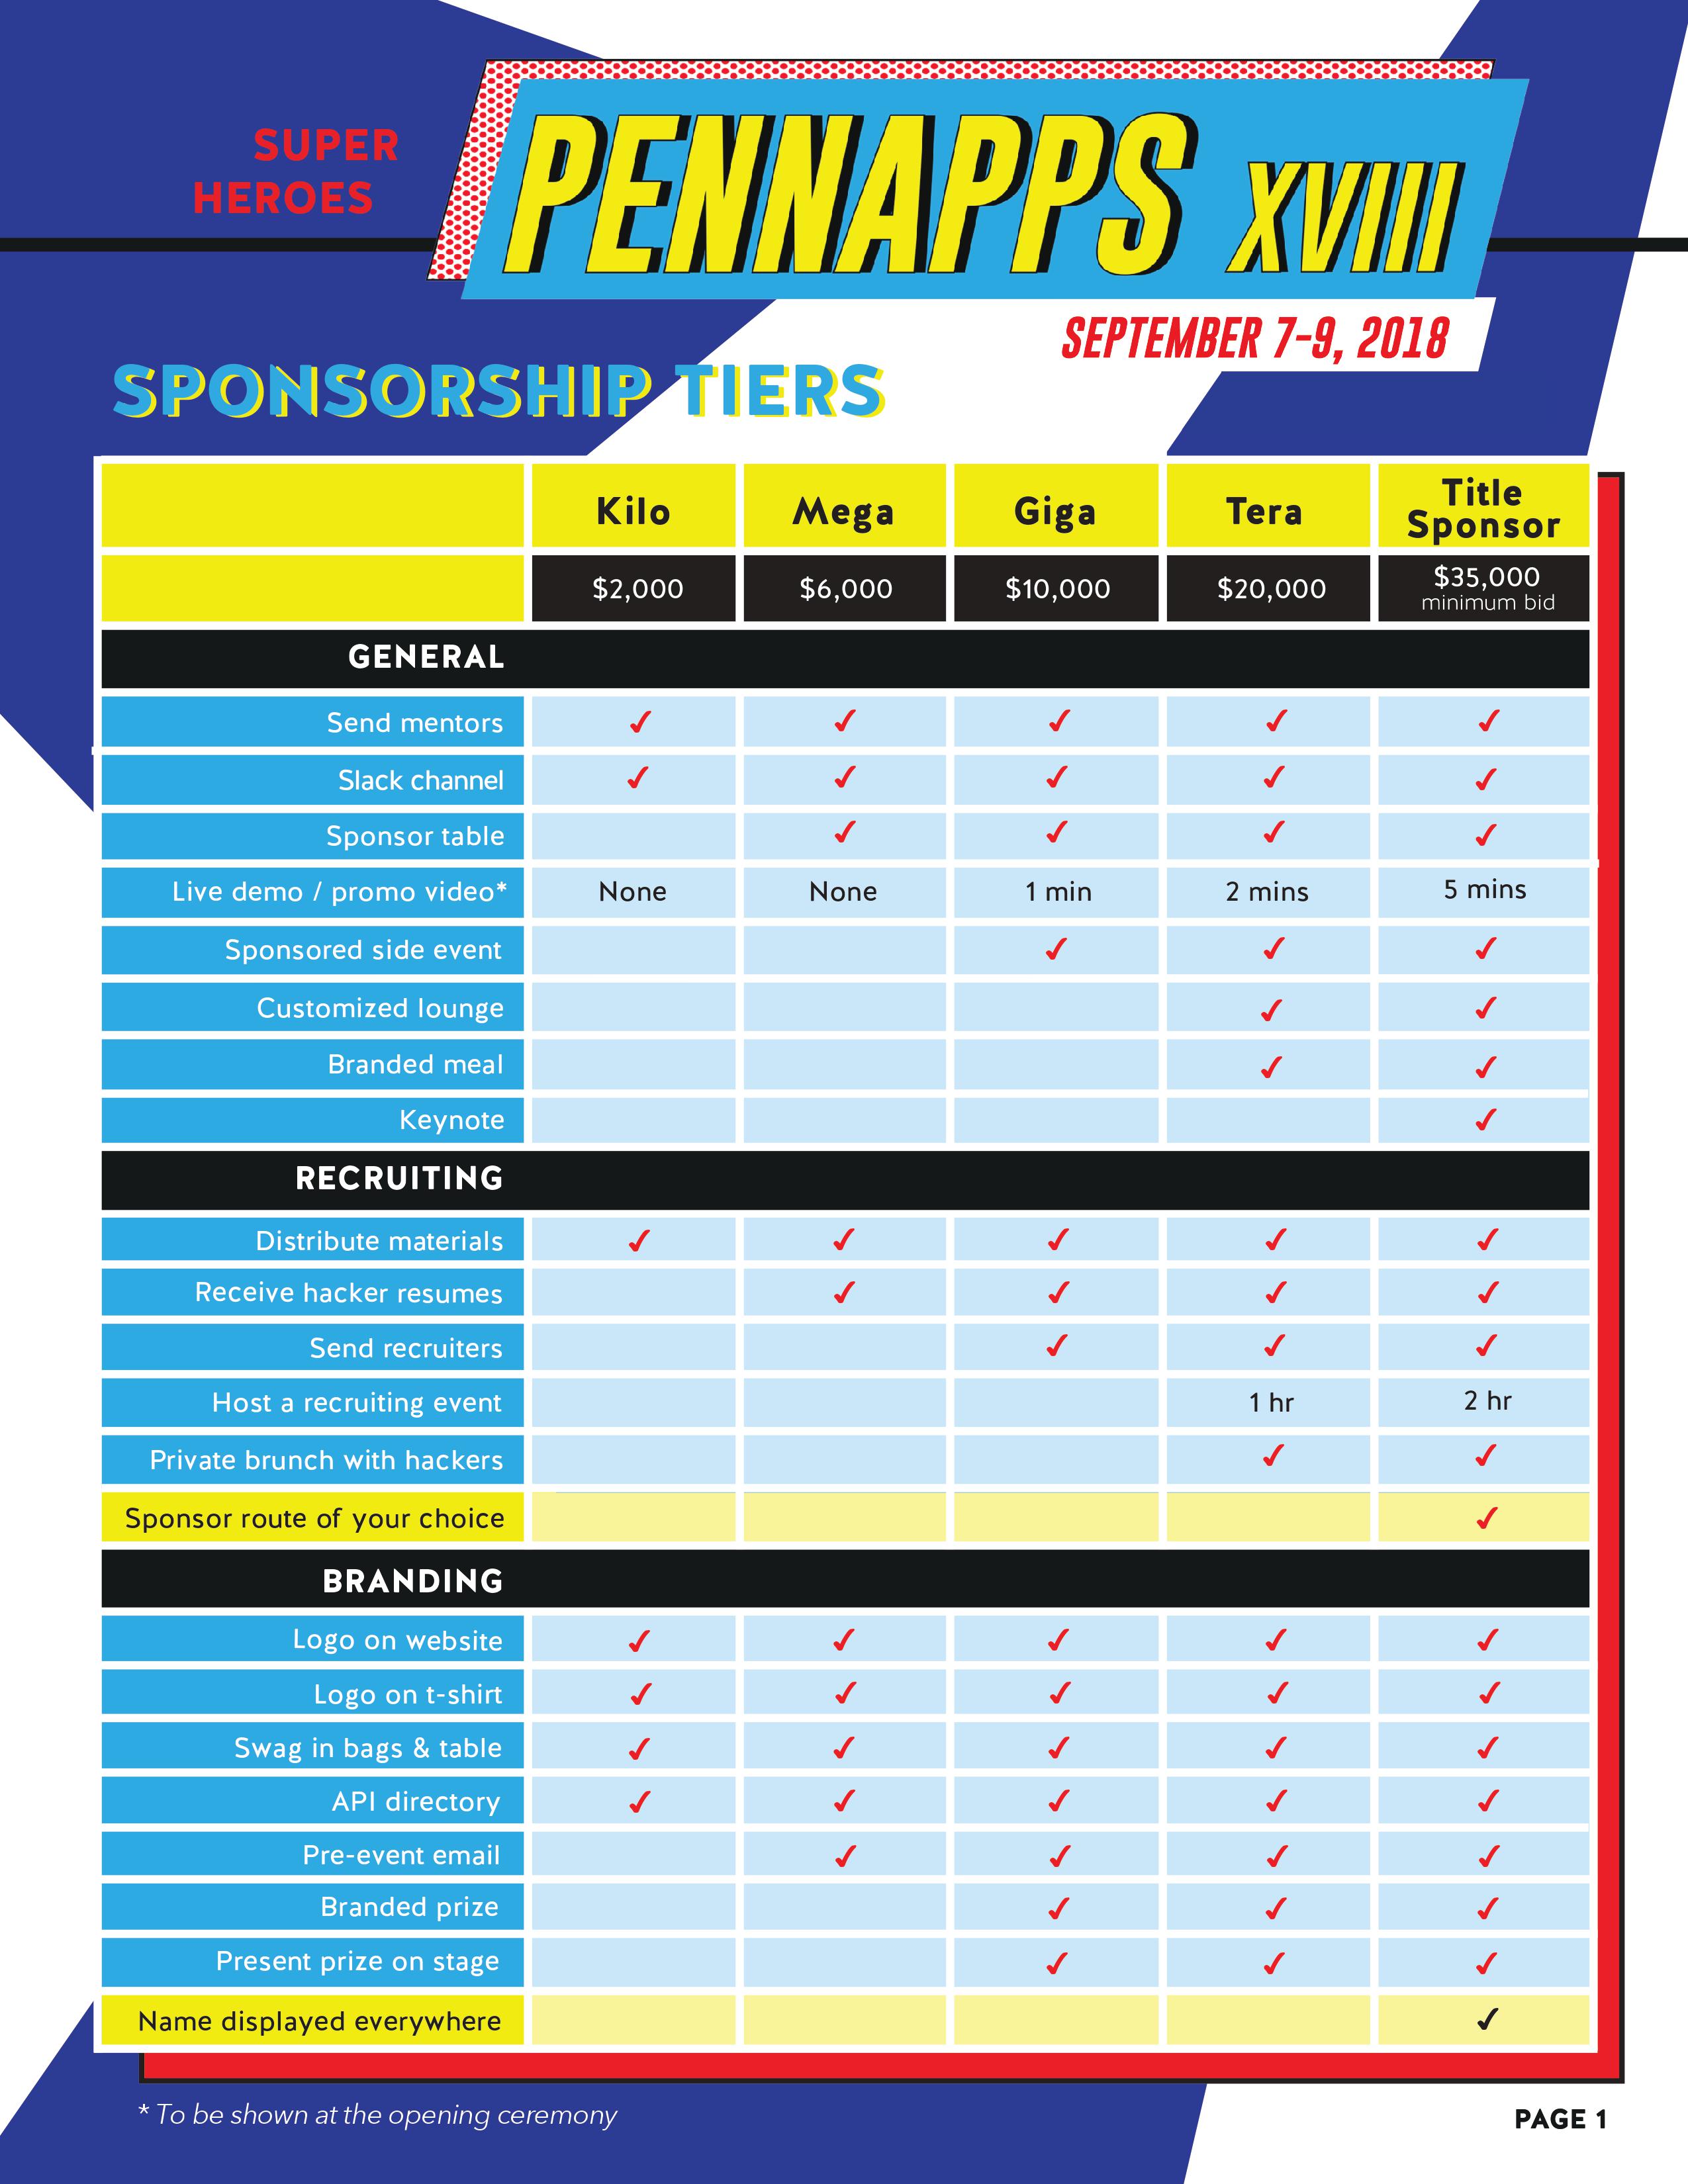 SUPER
HEROES
PENNAPPS XVIII
SEPTEMBER 7-9, 2018
SPONSORSHIP TIERS
Kilo Mega Giga Tera Title Sponsor
$2,000 $6,000 $10,000 $20,000 $35,000 minimum bid
GENERAL
Send mentors ✓ ✓ ✓ ✓ ✓
Slack channel ✓ ✓ ✓ ✓ ✓
Sponsor table ✓ ✓ ✓ ✓
Live demo / promo video* None None 1 min 2 mins 5 mins
Sponsored side event ✓ ✓ ✓
Customized lounge ✓ ✓
Branded meal ✓ ✓
Keynote ✓
RECRUITING
Distribute materials ✓ ✓ ✓ ✓ ✓
Receive hacker resumes ✓ ✓ ✓ ✓
Send recruiters ✓ ✓ ✓
Host a recruiting event 1 hr 2 hr
Private brunch with hackers ✓ ✓
Sponsor route of your choice ✓
BRANDING
Logo on website ✓ ✓ ✓ ✓ ✓
Logo on t-shirt ✓ ✓ ✓ ✓ ✓
Swag in bags & table ✓ ✓ ✓ ✓ ✓
API directory ✓ ✓ ✓ ✓ ✓
Pre-event email ✓ ✓ ✓ ✓
Branded prize ✓ ✓ ✓
Present prize on stage ✓ ✓ ✓
Name displayed everywhere ✓
* To be shown at the opening ceremony
PAGE 1